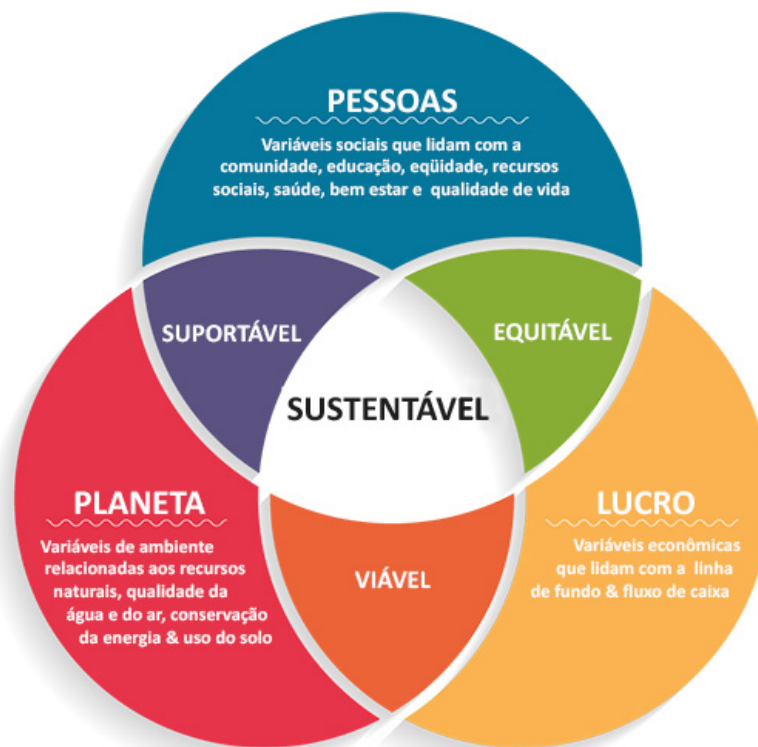 PESSOAS
Variáveis sociais que lidam com a
comunidade, educação, eqüidade, recursos
sociais, saúde, bem estar e qualidade de vida
SUPORTÁVEL
EQUITÁVEL
SUSTENTÁVEL
PLANETA
Variáveis de ambiente
relacionadas aos recursos
naturais, qualidade da
água e do ar, conservação
da energia & uso do solo
LUCRO
Variáveis econômicas
que lidam com a linha
de fundo & fluxo de caixa
VIÁVEL